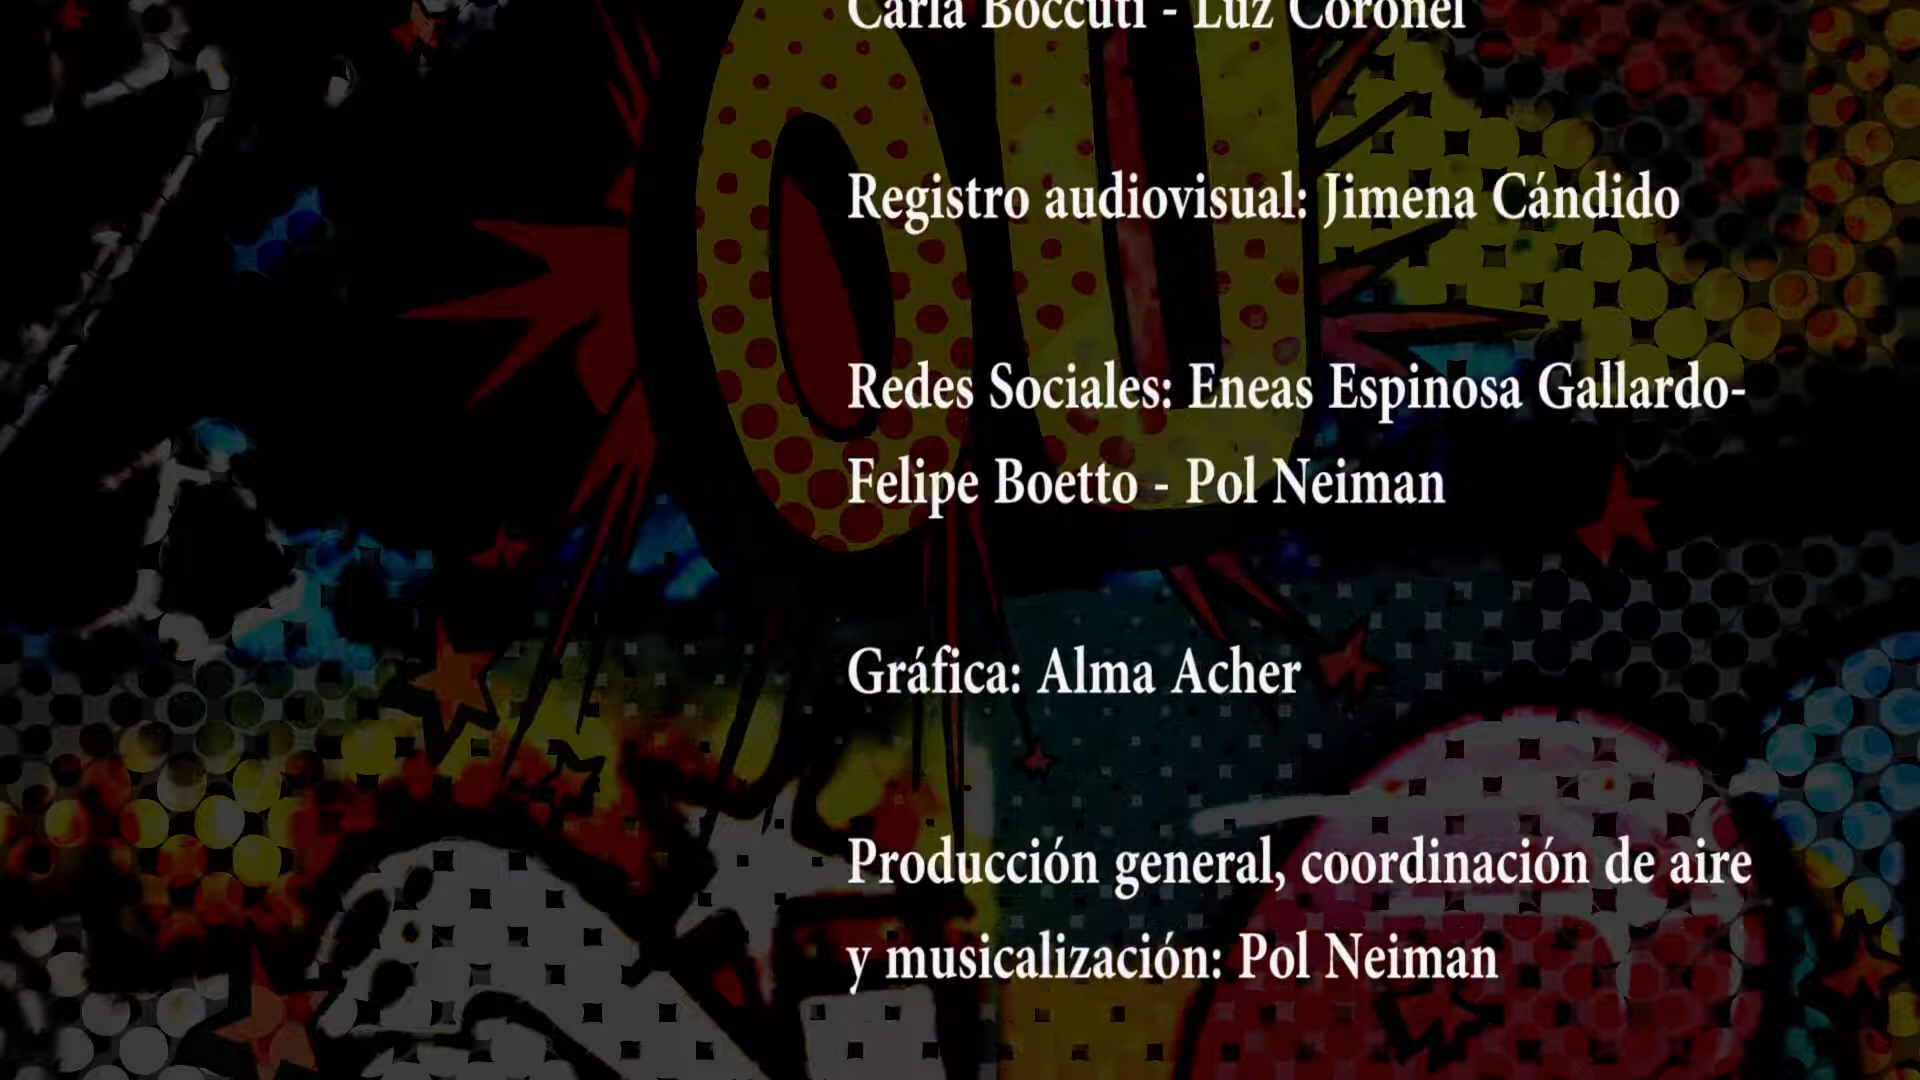 Carla Boccuti - Luz Coronel
Registro audiovisual: Jimena Cándido
Redes Sociales: Eneas Espinosa Gallardo-
Felipe Boetto - Pol Neiman
Gráfica: Alma Acher
Producción general, coordinación de aire
y musicalización: Pol Neiman